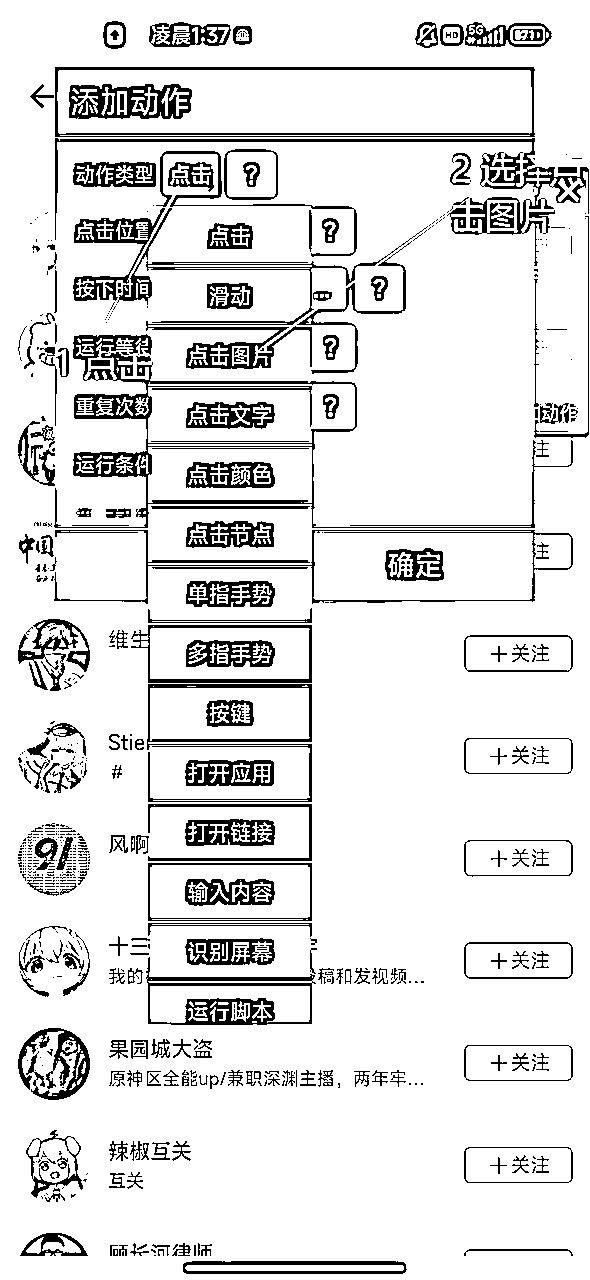 凌晨1:37
HD 5G 73
添加动作
动作类型 点击 ?
2 选择点
击图片
点击位置 ?
按下时间 ?
运行等待 ?
1 点击
重复次数 ?
运行条件
点击
滑动
点击图片
点击文字
点击颜色
点击节点
单指手势
多指手势
按键
打开应用
打开链接
输入内容
识别屏幕
运行脚本
加动作
确定
中国
维生
+关注
Stie
#
+关注
91
风啊
+关注
十三
我的
稿和发视频...
+关注
果园城大盗
原神区全能up/兼职深渊主播，两年牢...
+关注
辣椒互关
互关
+关注
顾长河律师